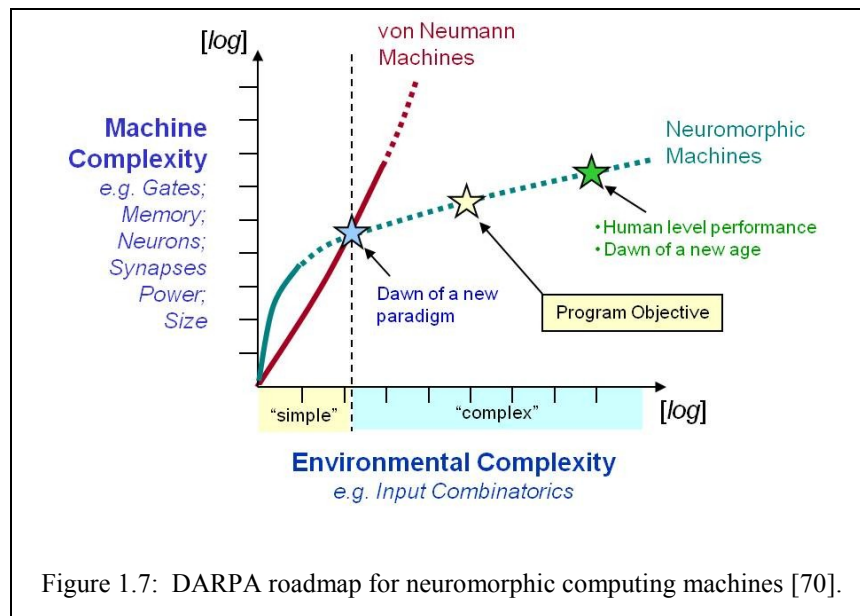 von Neumann
Machines
[log]
Machine
Complexity
e.g. Gates;
Memory;
Neurons;
Synapses
Power;
Size
Neuromorphic
Machines
• Human level performance
• Dawn of a new age
Dawn of a new
paradigm
Program Objective
"simple"
"complex"
[log]
Environmental Complexity
e.g. Input Combinatorics
Figure 1.7:  DARPA roadmap for neuromorphic computing machines [70].